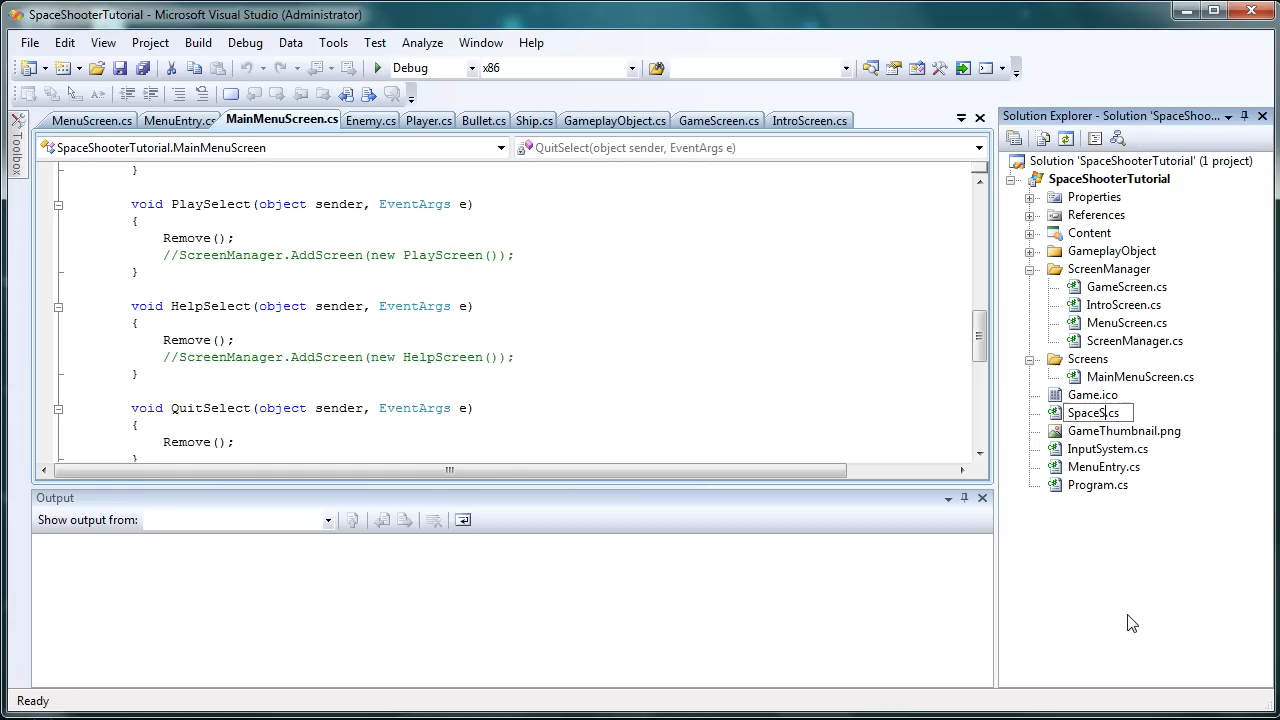 SpaceShooterTutorial - Microsoft Visual Studio (Administrator)
File Edit View Project Build Debug Data Tools Test Analyze Window Help
Debug x86
MenuScreen.cs MenuEntry.cs MainMenuScreen.cs Enemy.cs Player.cs Bullet.cs Ship.cs GameplayObject.cs GameScreen.cs IntroScreen.cs
Toolbox
SpaceShooterTutorial.MainMenuScreen QuitSelect(object sender, EventArgs e)
}
void PlaySelect(object sender, EventArgs e)
{
Remove();
//ScreenManager.AddScreen(new PlayScreen());
}
void HelpSelect(object sender, EventArgs e)
{
Remove();
//ScreenManager.AddScreen(new HelpScreen());
}
void QuitSelect(object sender, EventArgs e)
{
Remove();
}
Output
Show output from:
Solution Explorer - Solution 'SpaceShoo...
Solution 'SpaceShooterTutorial' (1 project)
SpaceShooterTutorial
Properties
References
Content
GameplayObject
ScreenManager
GameScreen.cs
IntroScreen.cs
MenuScreen.cs
ScreenManager.cs
Screens
MainMenuScreen.cs
Game.ico
SpaceS.cs
GameThumbnail.png
InputSystem.cs
MenuEntry.cs
Program.cs
Ready